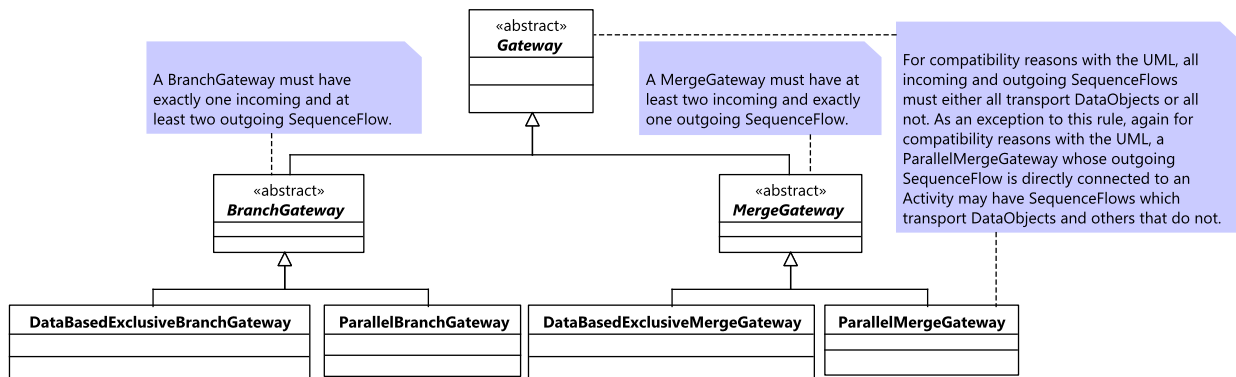 «abstract»
Gateway
A BranchGateway must have
exactly one incoming and at
least two outgoing SequenceFlow.
A MergeGateway must have at
least two incoming and exactly
one outgoing SequenceFlow.
For compatibility reasons with the UML, all
incoming and outgoing SequenceFlows
must either all transport DataObjects or all
not. As an exception to this rule, again for
compatibility reasons with the UML, a
ParallelMergeGateway whose outgoing
SequenceFlow is directly connected to an
Activity may have SequenceFlows which
transport DataObjects and others that do not.
«abstract»
BranchGateway
«abstract»
MergeGateway
DataBasedExclusiveBranchGateway
ParallelBranchGateway
DataBasedExclusiveMergeGateway
ParallelMergeGateway